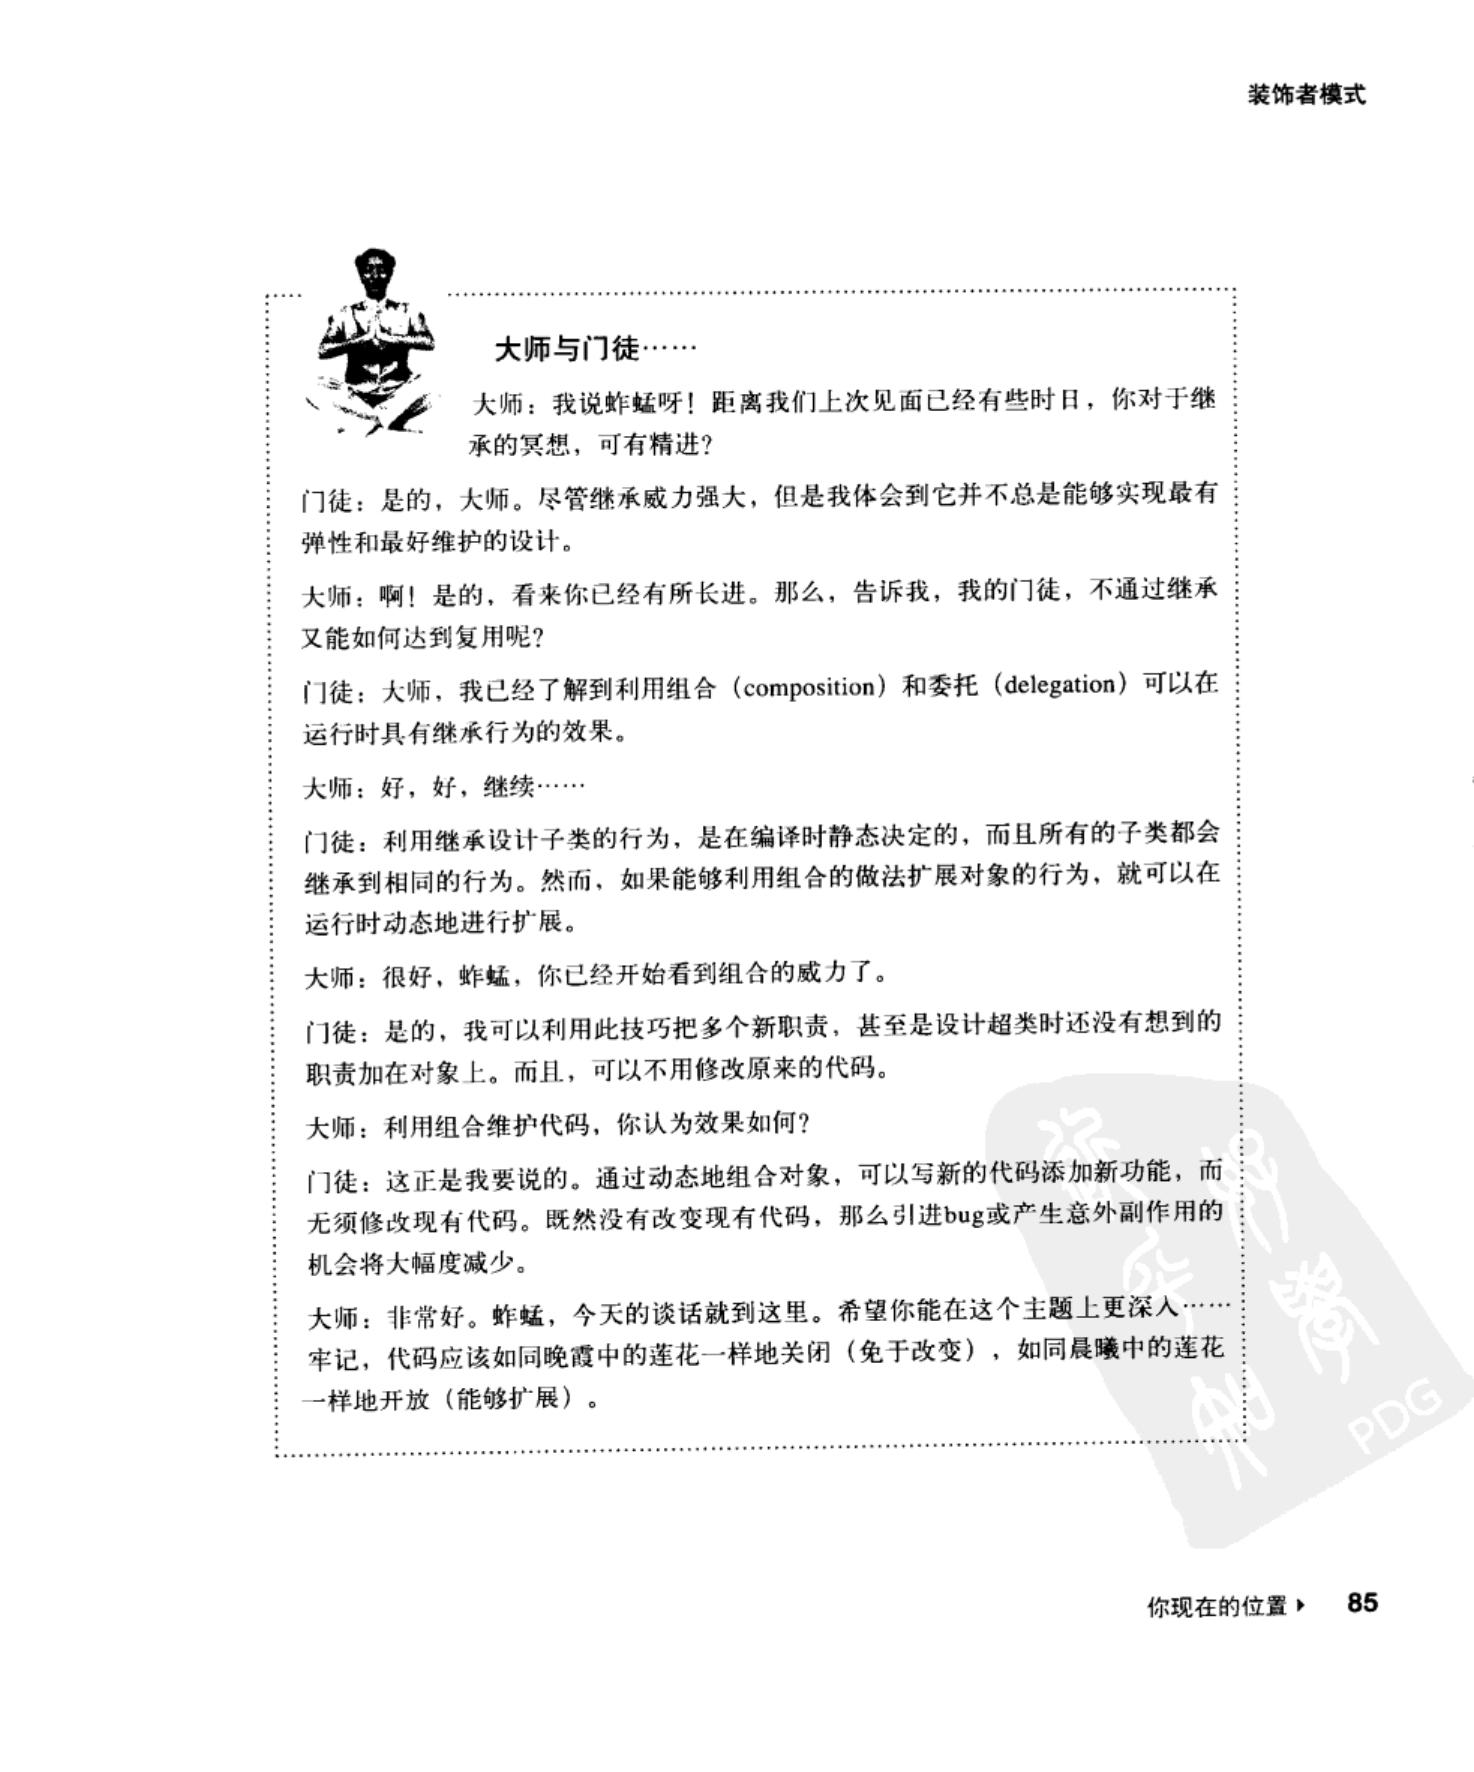 装饰者模式
大师与门徒……
大师：我说蚱蜢呀！距离我们上次见面已经有些时日，你对于继
承的冥想，可有精进？
门徒：是的，大师。尽管继承威力强大，但是我体会到它并不总是能够实现最有
弹性和最好维护的设计。
大师：啊！是的，看来你已经有所长进。那么，告诉我，我的门徒，不通过继承
又能如何达到复用呢？
门徒：大师，我已经了解到利用组合（composition）和委托（delegation）可以在
运行时具有继承行为的效果。
大师：好，好，继续……
门徒：利用继承设计子类的行为，是在编译时静态决定的，而且所有的子类都会
继承到相同的行为。然而，如果能够利用组合的做法扩展对象的行为，就可以在
运行时动态地进行扩展。
大师：很好，蚱蜢，你已经开始看到组合的威力了。
门徒：是的，我可以利用此技巧把多个新职责，甚至是设计超类时还没有想到的
职责加在对象上。而且，可以不用修改原来的代码。
大师：利用组合维护代码，你认为效果如何？
门徒：这正是我要说的。通过动态地组合对象，可以写新的代码添加新功能，而
无须修改现有代码。既然没有改变现有代码，那么引进bug或产生意外副作用的
机会将大幅度减少。
大师：非常好。蚱蜢，今天的谈话就到这里。希望你能在这个主题上更深入……
牢记，代码应该如同晚霞中的莲花一样地关闭（免于改变），如同晨曦中的莲花
一样地开放（能够扩展）。
PDG
你现在的位置 ▸ 85